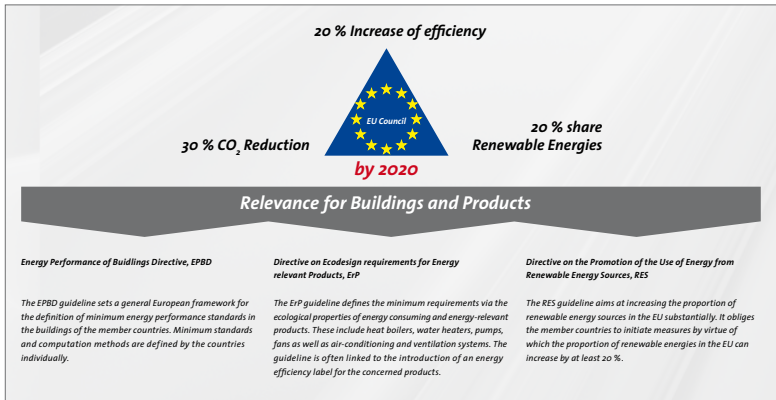 20 % Increase of efficiency
EU Council
30 % CO2 Reduction
20 % share
Renewable Energies
by 2020
Relevance for Buildings and Products
Energy Performance of Buidlings Directive, EPBD
The EPBD guideline sets a general European framework for
the definition of minimum energy performance standards in
the buildings of the member countries. Minimum standards
and computation methods are defined by the countries
individually.
Directive on Ecodesign requirements for Energy
relevant Products, ErP
The ErP guideline defines the minimum requirements via the
ecological properties of energy consuming and energy-relevant
products. These include heat boilers, water heaters, pumps,
fans as well as air-conditioning and ventilation systems. The
guideline is often linked to the introduction of an energy
efficiency label for the concerned products.
Directive on the Promotion of the Use of Energy from
Renewable Energy Sources, RES
The RES guideline aims at increasing the proportion of
renewable energy sources in the EU substantially. It obliges
the member countries to initiate measures by virtue of
which the proportion of renewable energies in the EU can
increase by at least 20 %.